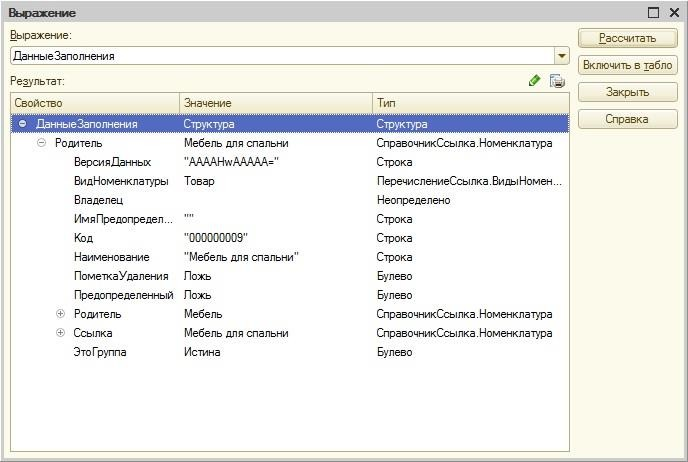 Выражение
Выражение:
ДанныеЗаполнения
Рассчитать
Включить в табло
Закрыть
Справка
Результат:
Свойство Значение Тип
ДанныеЗаполнения Структура Структура
Родитель Мебель для спальни СправочникСсылка.Номенклатура
ВерсияДанных "AAAAHwAAAAA=" Строка
ВидНоменклатуры Товар ПеречислениеСсылка.ВидыНомен...
Владелец Неопределено
ИмяПредопредел... "" Строка
Код "000000009" Строка
Наименование "Мебель для спальни" Строка
ПометкаУдаления Ложь Булево
Предопределенный Ложь Булево
Родитель Мебель СправочникСсылка.Номенклатура
Ссылка Мебель для спальни СправочникСсылка.Номенклатура
ЭтоГруппа Истина Булево